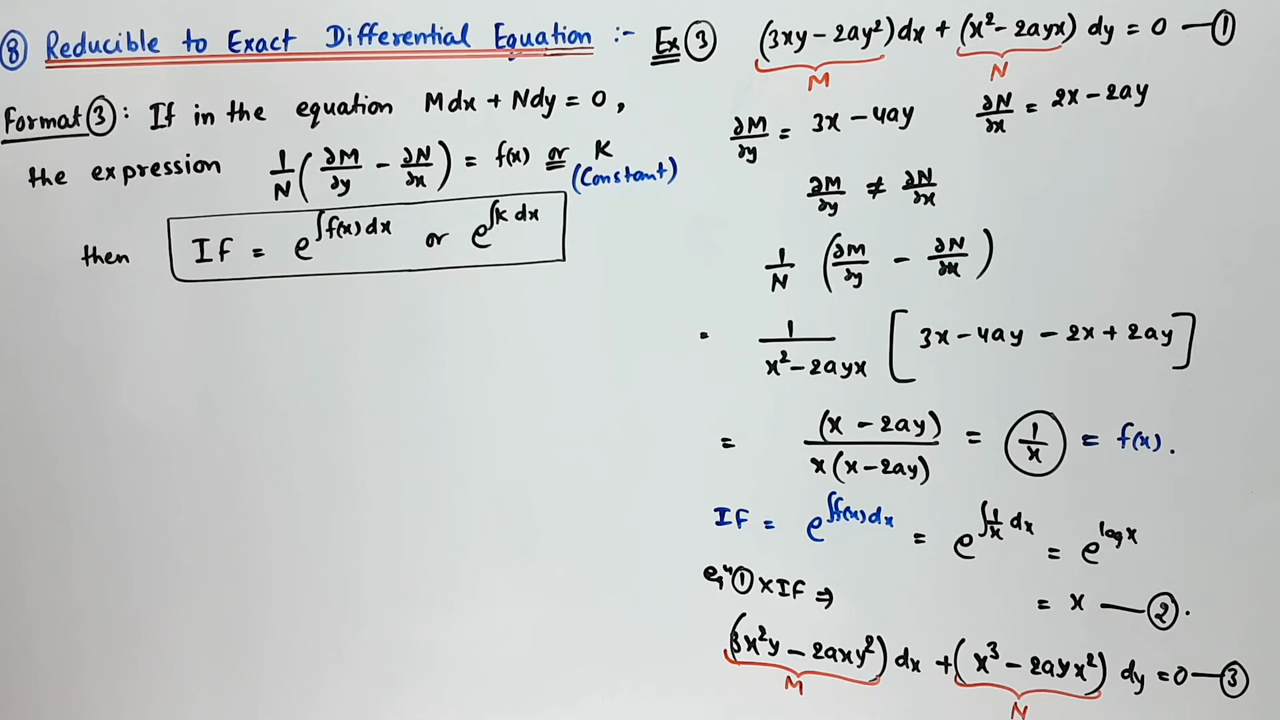 ⑧ Reducible to Exact Differential Equation :-
Format ③ : If in the equation Mdx + Ndy = 0 ,
the expression 1/N ( ∂M/∂y - ∂N/∂x ) = f(x) or K
(Constant)
then IF = e^∫f(x) dx or e^∫k dx
Ex ③ (3xy - 2ay²) dx + (x² - 2ayx) dy = 0 — ①
M N
∂M/∂y = 3x - 4ay ∂N/∂x = 2x - 2ay
∂M/∂y ≠ ∂N/∂x
1/N ( ∂M/∂y - ∂N/∂x )
= 1/(x² - 2ayx) [ 3x - 4ay - 2x + 2ay ]
= (x - 2ay)/(x(x - 2ay)) = 1/x = f(x).
IF = e^∫f(x)dx = e^∫1/x dx = e^log x
eqⁿ ① × IF ⇒ = x — ② .
(3x²y - 2axy²) dx + (x³ - 2ayx²) dy = 0 — ③
M N